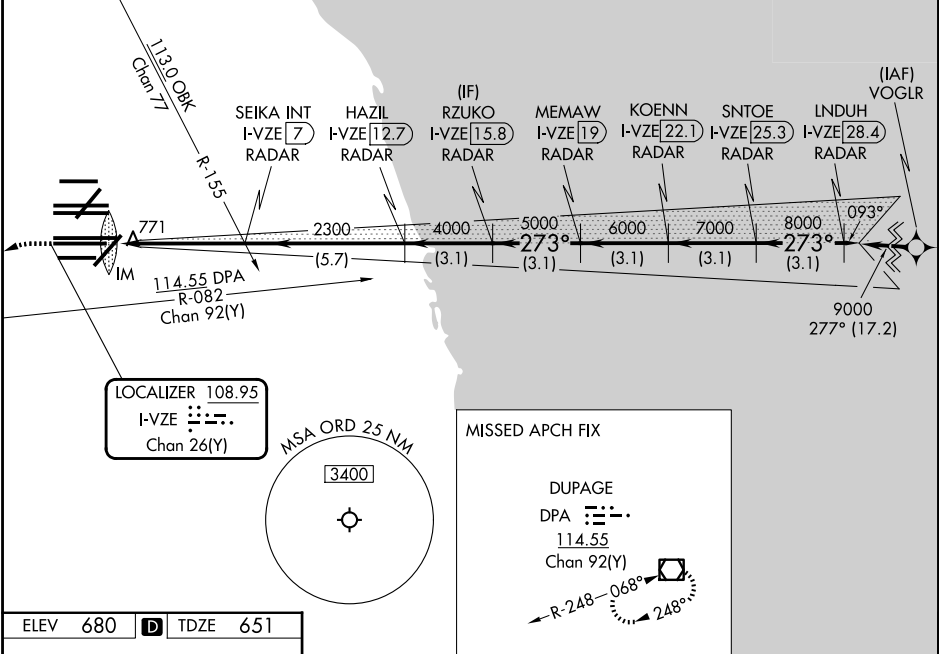 113.0 OBK
Chan 77
R-155
SEIKA INT
I-VZE 7
RADAR
HAZIL
I-VZE 12.7
RADAR
(IF)
RZUKO
I-VZE 15.8
RADAR
MEMAW
I-VZE 19
RADAR
KOENN
I-VZE 22.1
RADAR
SNTOE
I-VZE 25.3
RADAR
LNDUH
I-VZE 28.4
RADAR
(IAF)
VOGLR
771
2300
4000
5000
6000
7000
8000
093°
273°
273°
(5.7)
(3.1)
(3.1)
(3.1)
(3.1)
(3.1)
IM
9000
277° (17.2)
114.55 DPA
R-082
Chan 92(Y)
LOCALIZER 108.95
I-VZE
Chan 26(Y)
MSA ORD 25 NM
3400
MISSED APCH FIX
DUPAGE
DPA
114.55
Chan 92(Y)
R-248
068°
248°
ELEV 680 D TDZE 651